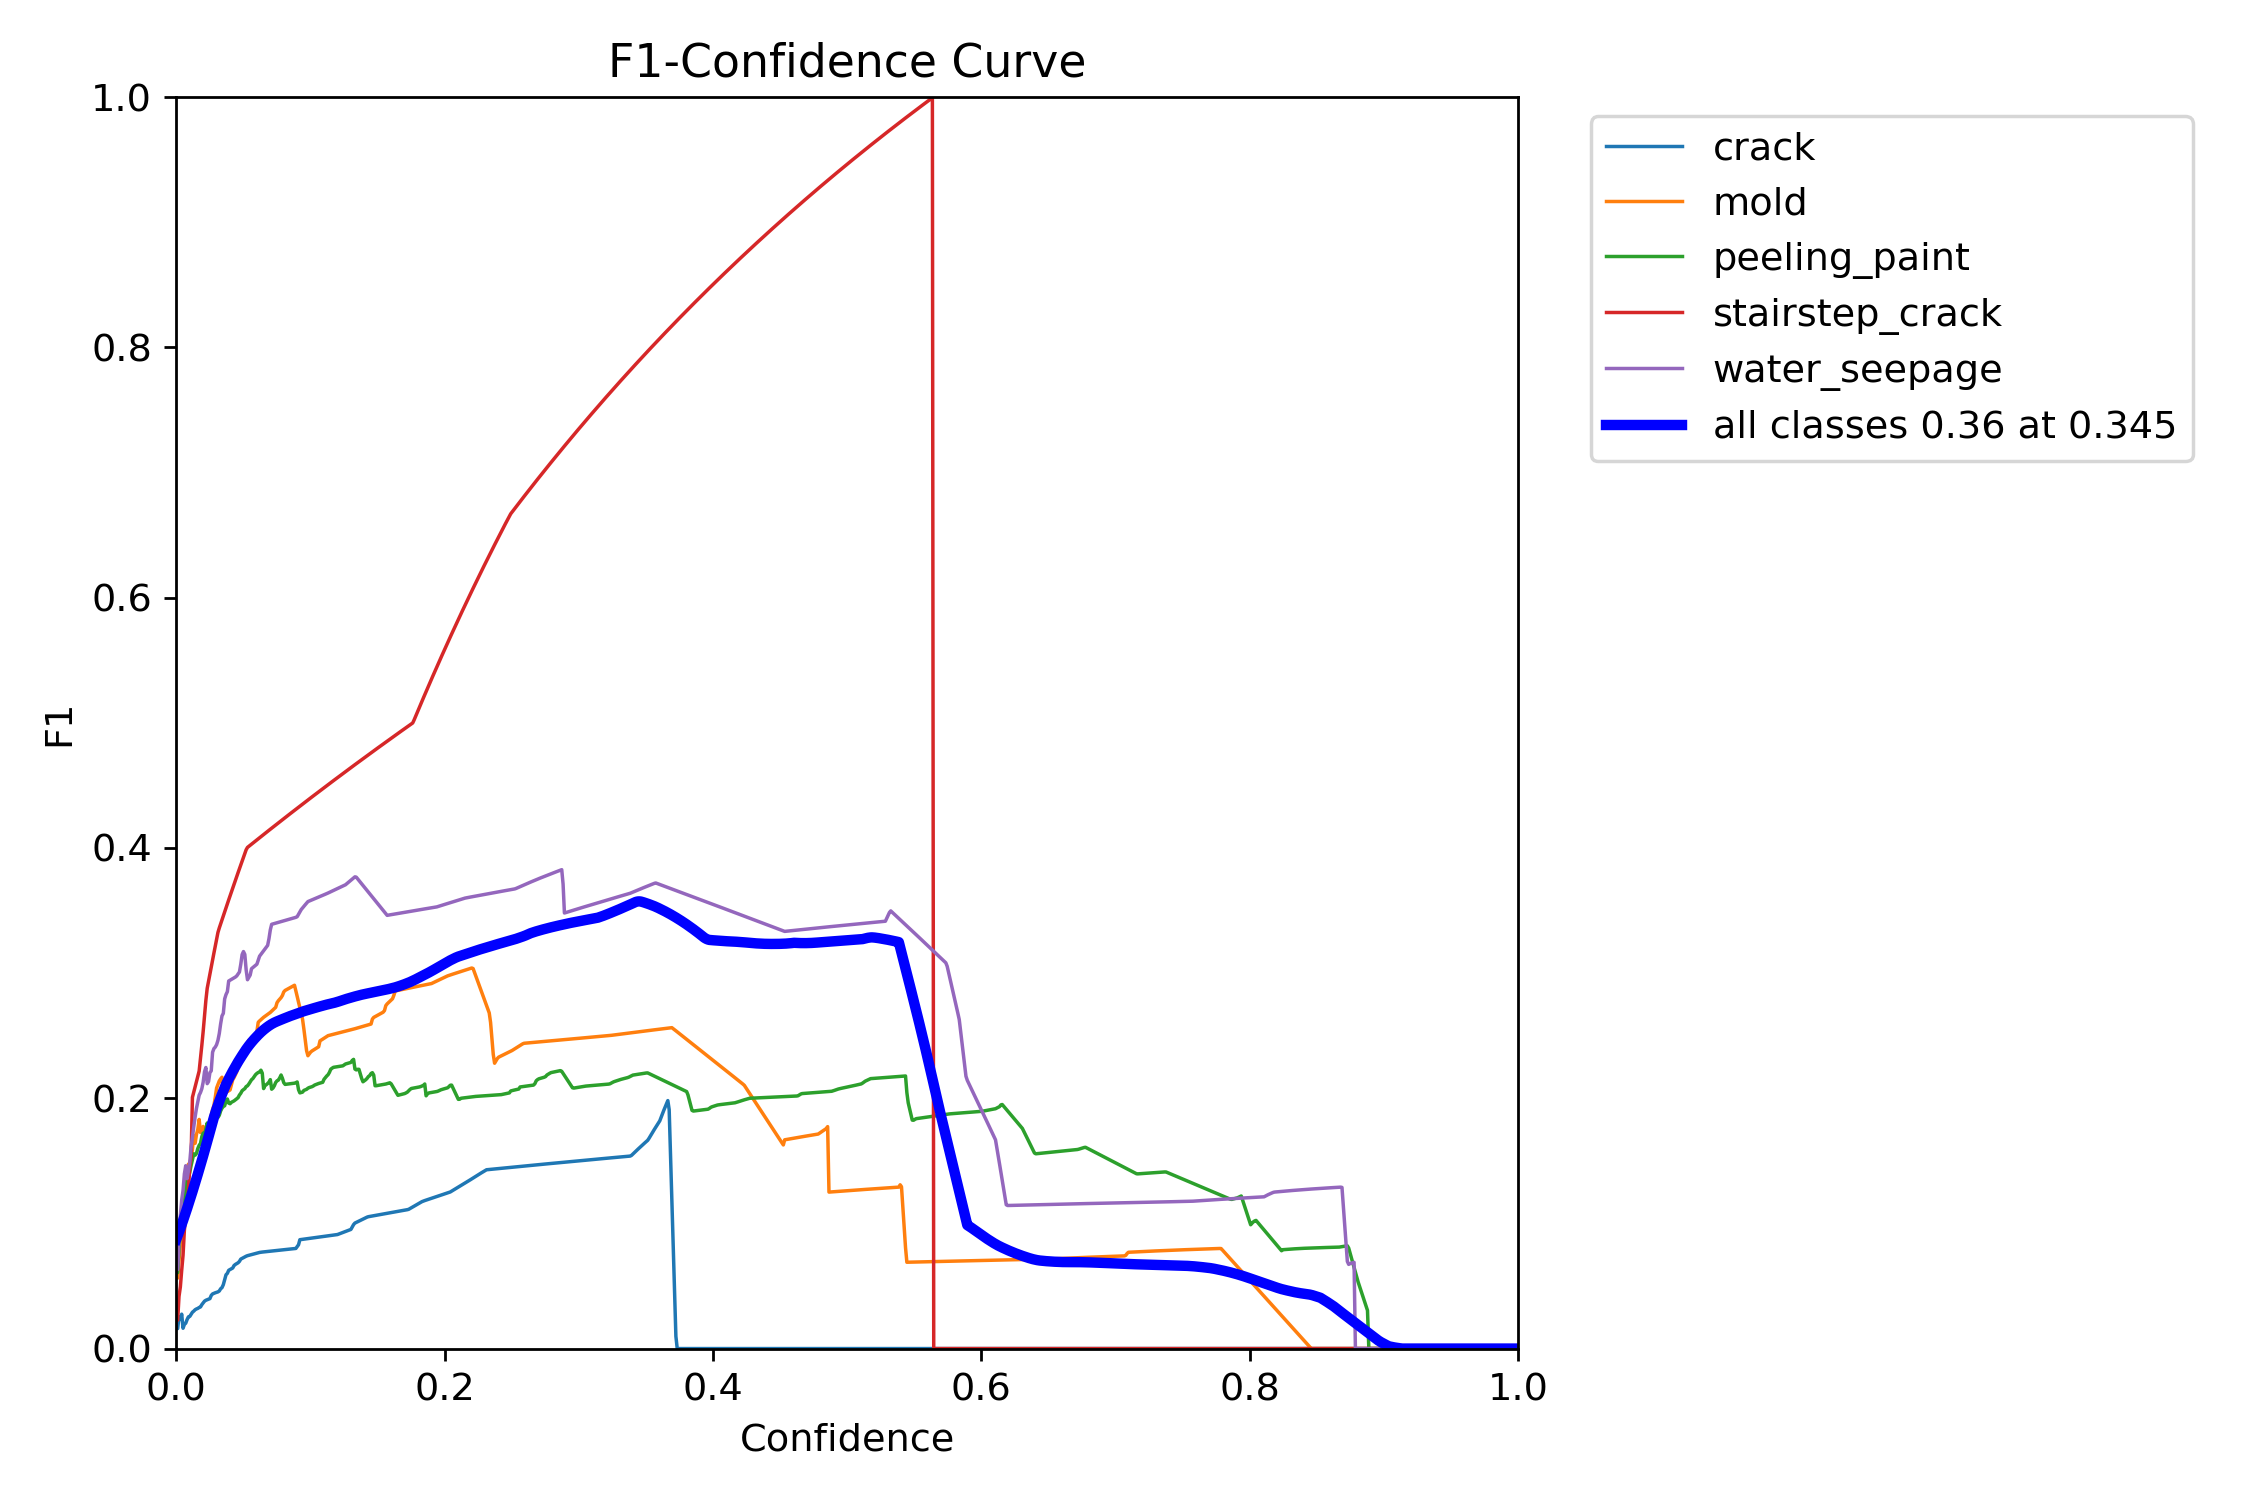 F1-Confidence Curve
1.0
0.8
0.6
0.4
0.2
0.0
F1
0.0 0.2 0.4 0.6 0.8 1.0
Confidence
crack
mold
peeling_paint
stairstep_crack
water_seepage
all classes 0.36 at 0.345